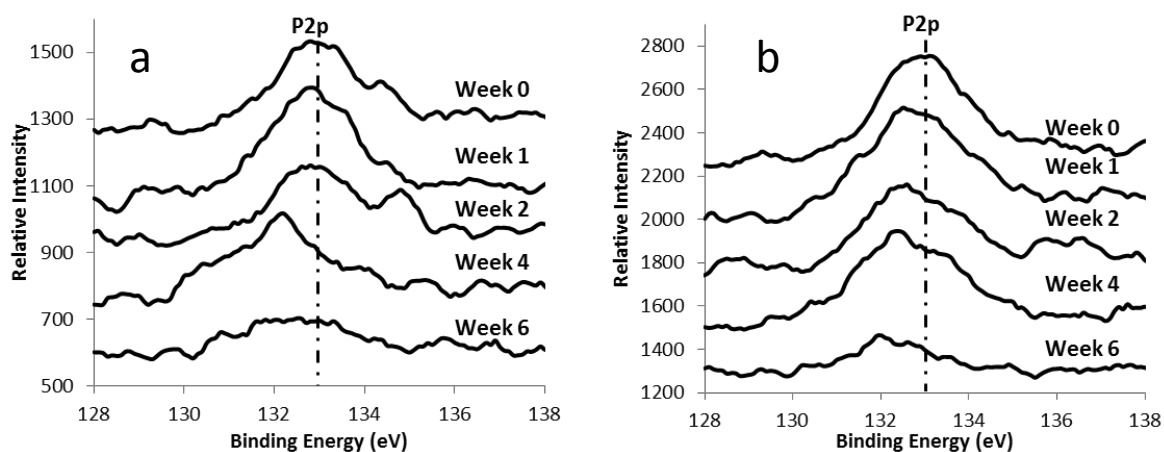 P2p
a
1500
Week 0
1300
Week 1
1100
Week 2
900
Week 4
700
Week 6
500
128 130 132 134 136 138
Binding Energy (eV)
Relative Intensity
P2p
b
2800
2600
Week 0
2400
Week 1
2200
2000
Week 2
1800
Week 4
1600
1400
Week 6
1200
128 130 132 134 136 138
Binding Energy (eV)
Relative Intensity